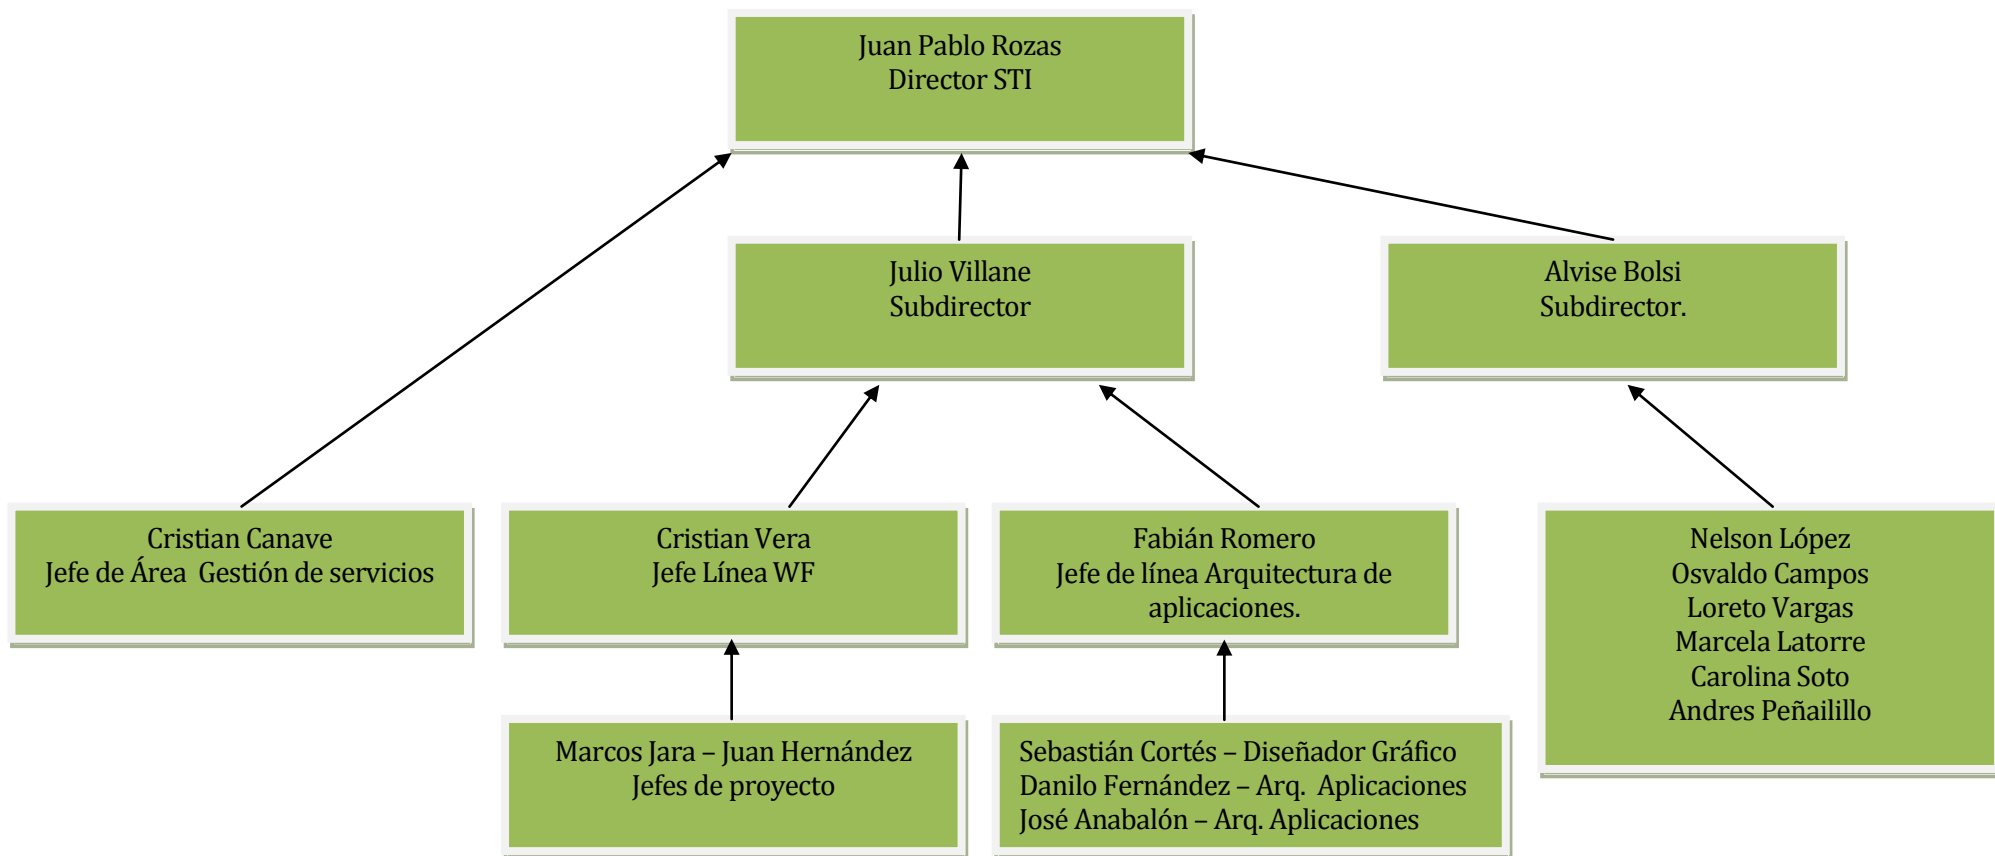 Juan Pablo Rozas
Director STI
Julio Villane
Subdirector
Alvise Bolsi
Subdirector.
Cristian Canave
Jefe de Área  Gestión de servicios
Cristian Vera
Jefe Línea WF
Fabián Romero
Jefe de línea Arquitectura de
aplicaciones.
Nelson López
Osvaldo Campos
Loreto Vargas
Marcela Latorre
Carolina Soto
Andres Peñailillo
Marcos Jara – Juan Hernández
Jefes de proyecto
Sebastián Cortés – Diseñador Gráfico
Danilo Fernández – Arq.  Aplicaciones
José Anabalón – Arq. Aplicaciones